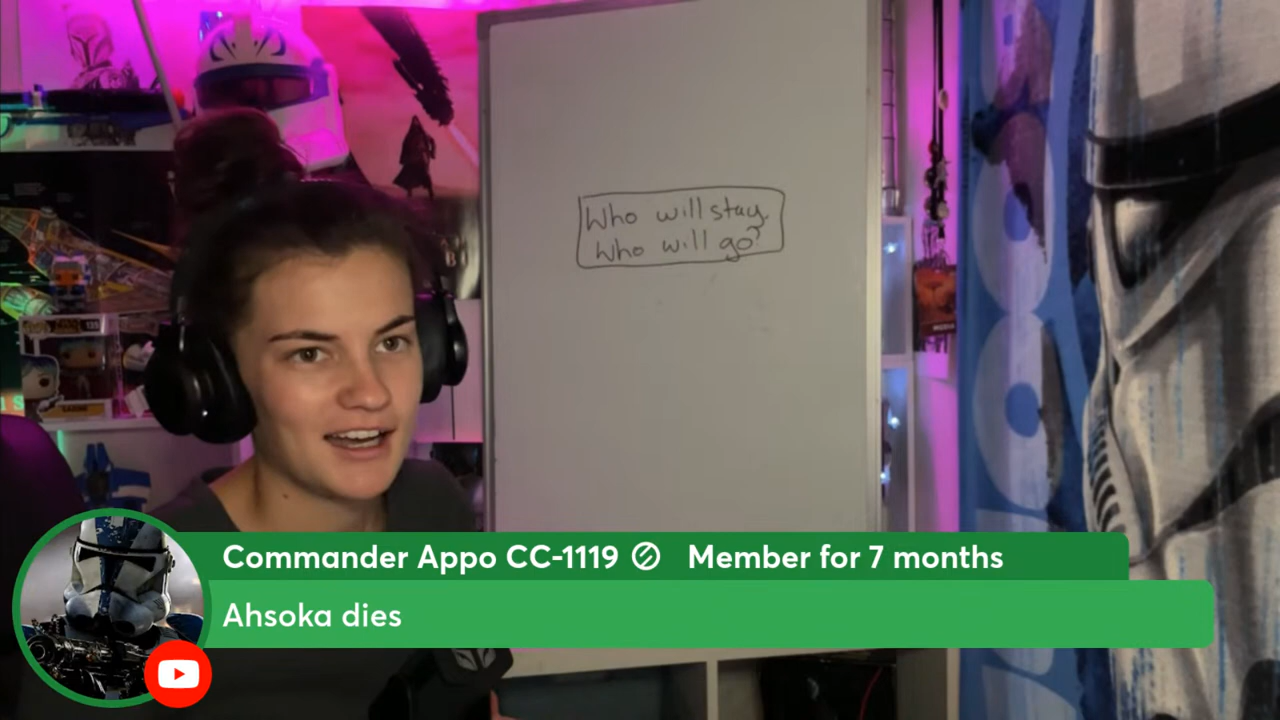 Who will stay.
Who will go?
Commander Appo CC-1119 Member for 7 months
Ahsoka dies